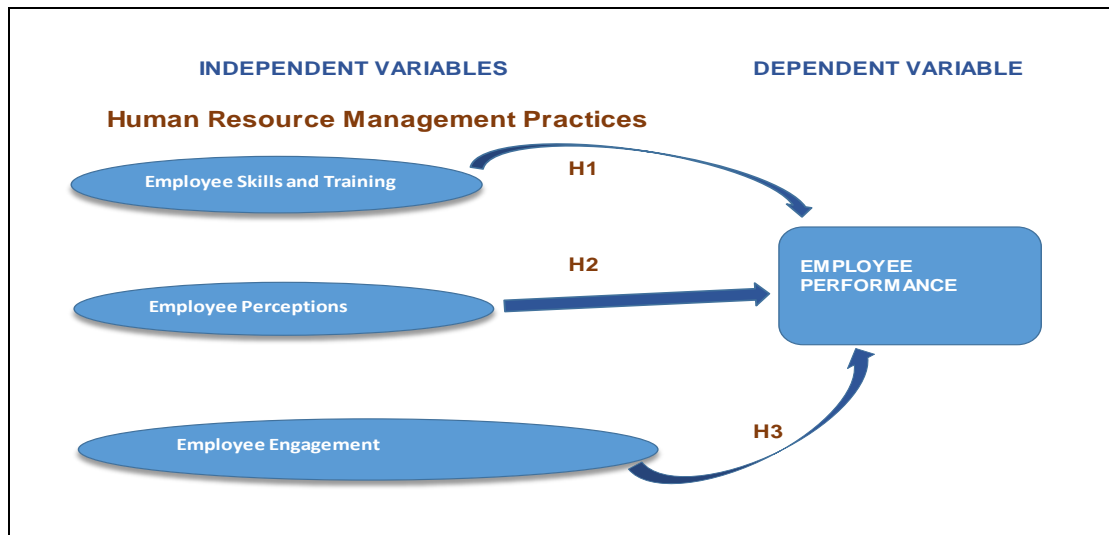 INDEPENDENT VARIABLES
DEPENDENT VARIABLE
Human Resource Management Practices
Employee Skills and Training
H1
Employee Perceptions
H2
EMPLOYEE
PERFORMANCE
Employee Engagement
H3